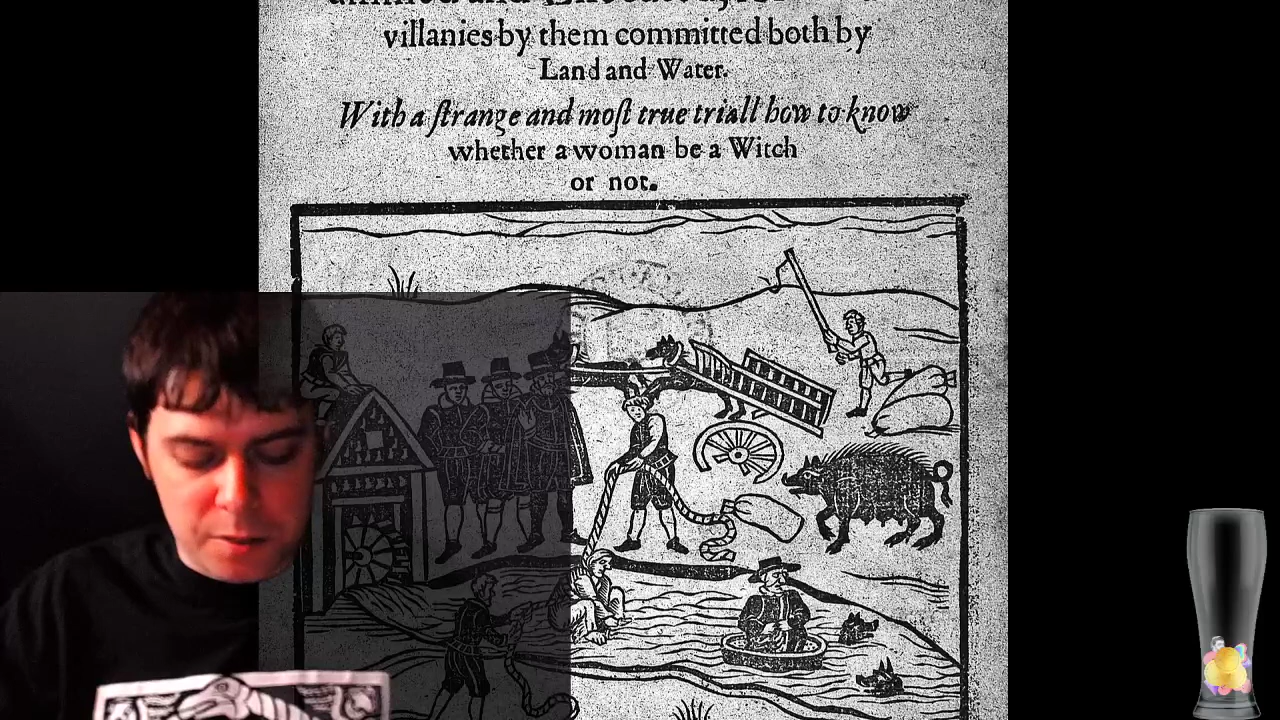 villanies by them committed both by
Land and Water.
With a ſtrange and moſt true triall how to know
whether a woman be a Witch
or not.